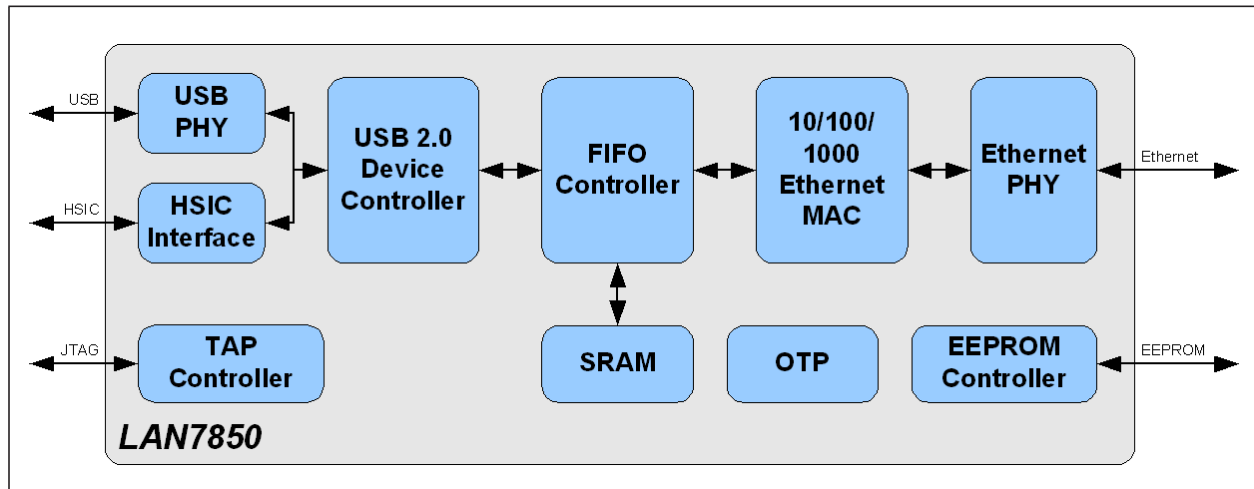 USB
USB
PHY
HSIC
HSIC
Interface
USB 2.0
Device
Controller
FIFO
Controller
10/100/
1000
Ethernet
MAC
Ethernet
PHY
Ethernet
JTAG
TAP
Controller
SRAM
OTP
EEPROM
Controller
EEPROM
LAN7850